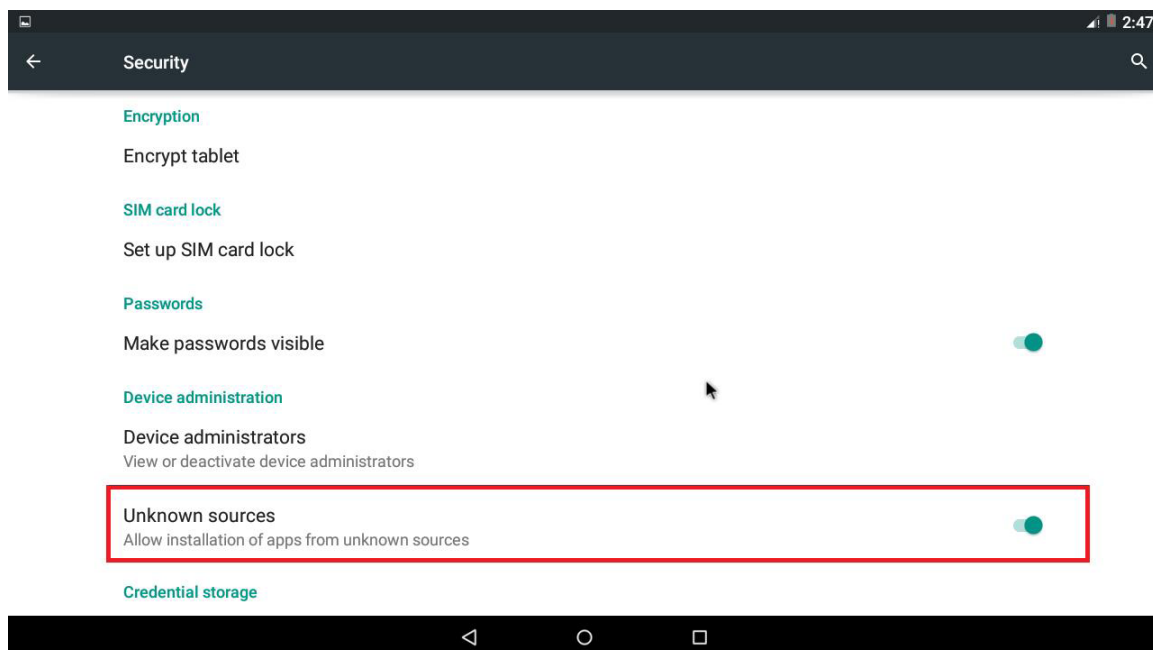 2:47
Security
Encryption
Encrypt tablet
SIM card lock
Set up SIM card lock
Passwords
Make passwords visible
Device administration
Device administrators
View or deactivate device administrators
Unknown sources
Allow installation of apps from unknown sources
Credential storage